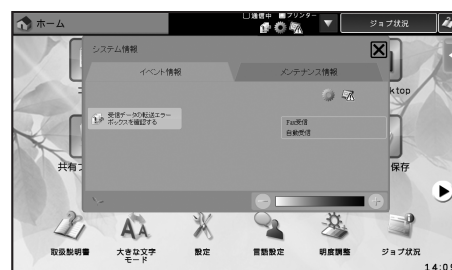 ホーム
□通信中 ■プリンター
ジョブ状況
システム情報
イベント情報
メンテナンス情報
受信データの転送エラー
ボックスを確認する
Fax受信
自動受信
ktop
共有
保存
取扱説明書
大きな文字
モード
設定
言語設定
明度調整
ジョブ状況